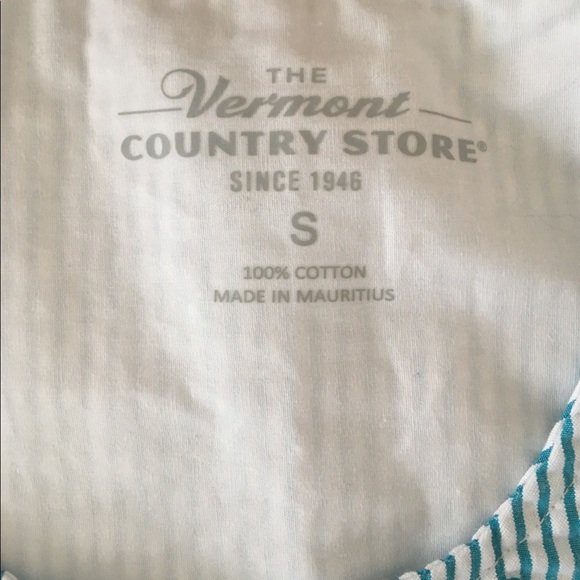 THE
Vermont
COUNTRY STORE®
SINCE 1946
S
100% COTTON
MADE IN MAURITIUS